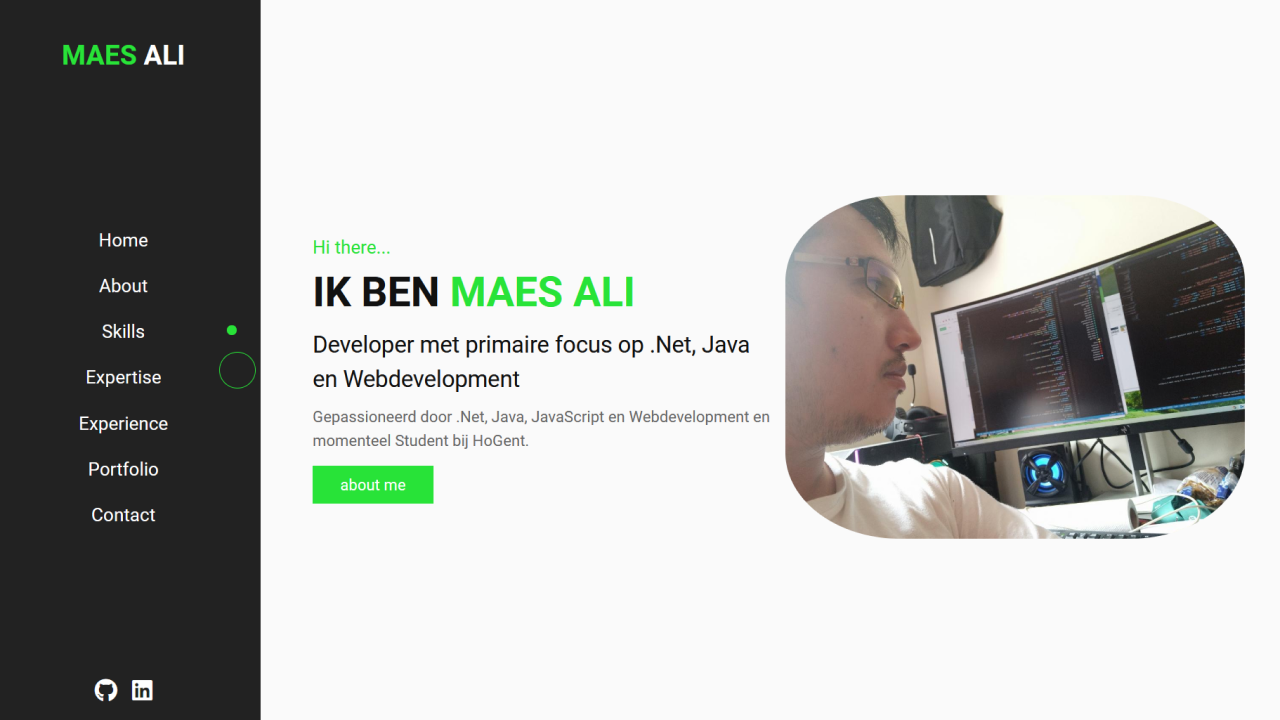 MAES ALI
Home
About
Skills
Expertise
Experience
Portfolio
Contact
Hi there...
IK BEN MAES ALI
Developer met primaire focus op .Net, Java
en Webdevelopment
Gepassioneerd door .Net, Java, JavaScript en Webdevelopment en
momenteel Student bij HoGent.
about me